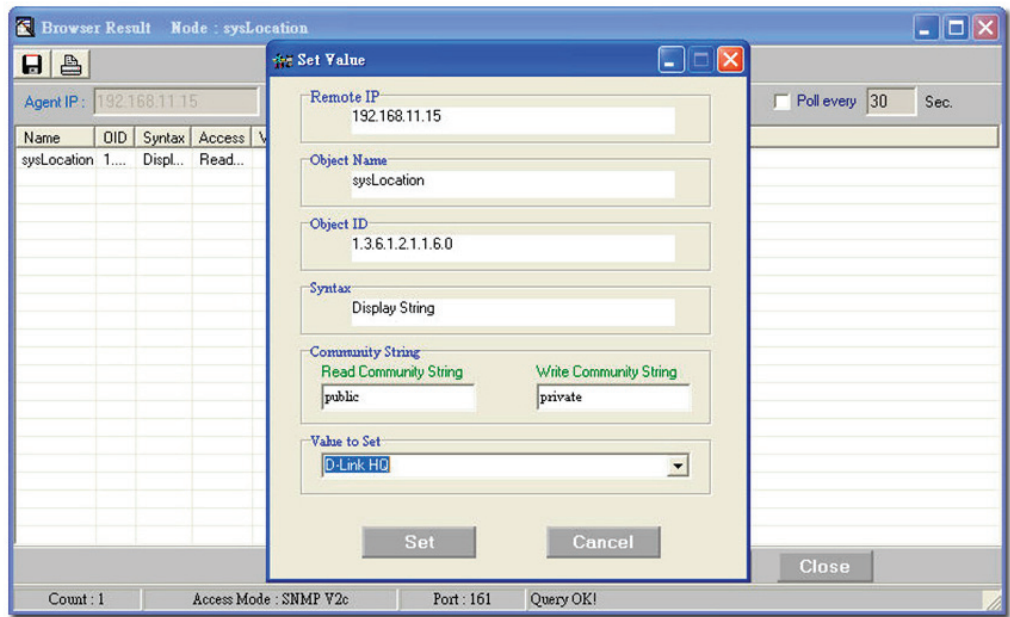 Browser Result Node : sysLocation
Set Value
Agent IP : 192.168.11.15
Poll every 30 Sec.
Name OID Syntax Access V
sysLocation 1.... Displ... Read...
Remote IP
192.168.11.15
Object Name
sysLocation
Object ID
1.3.6.1.2.1.1.6.0
Syntax
Display String
Community String
Read Community String Write Community String
public private
Value to Set
D-Link HQ
Set Cancel
Close
Count : 1 Access Mode : SNMP V2c Port : 161 Query OK!